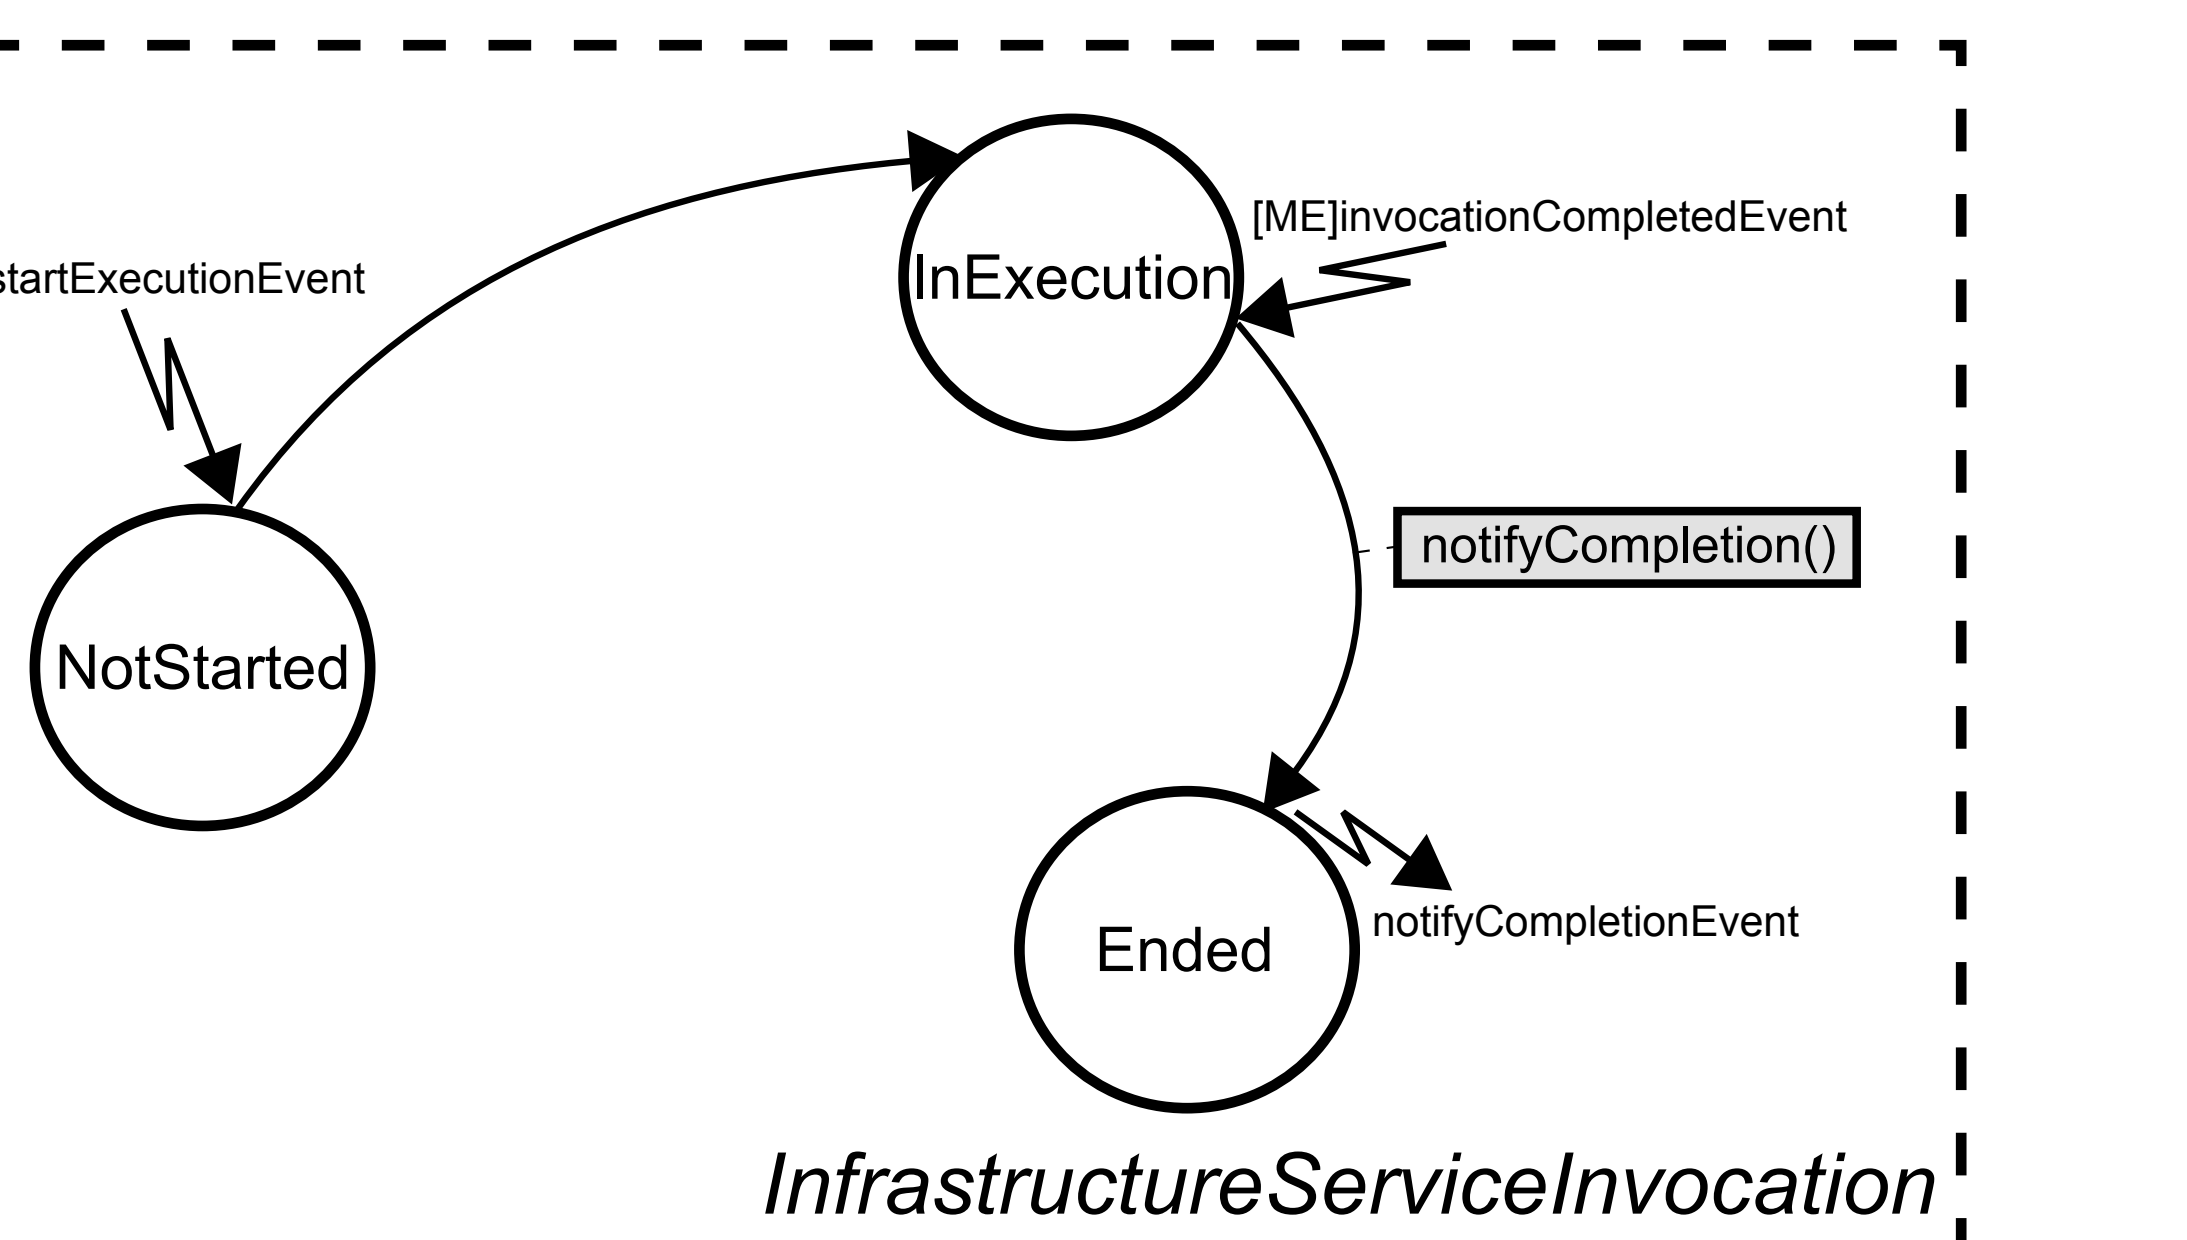 [ME]invocationCompletedEvent
startExecutionEvent
InExecution
notifyCompletion()
NotStarted
notifyCompletionEvent
Ended
InfrastructureServiceInvocation